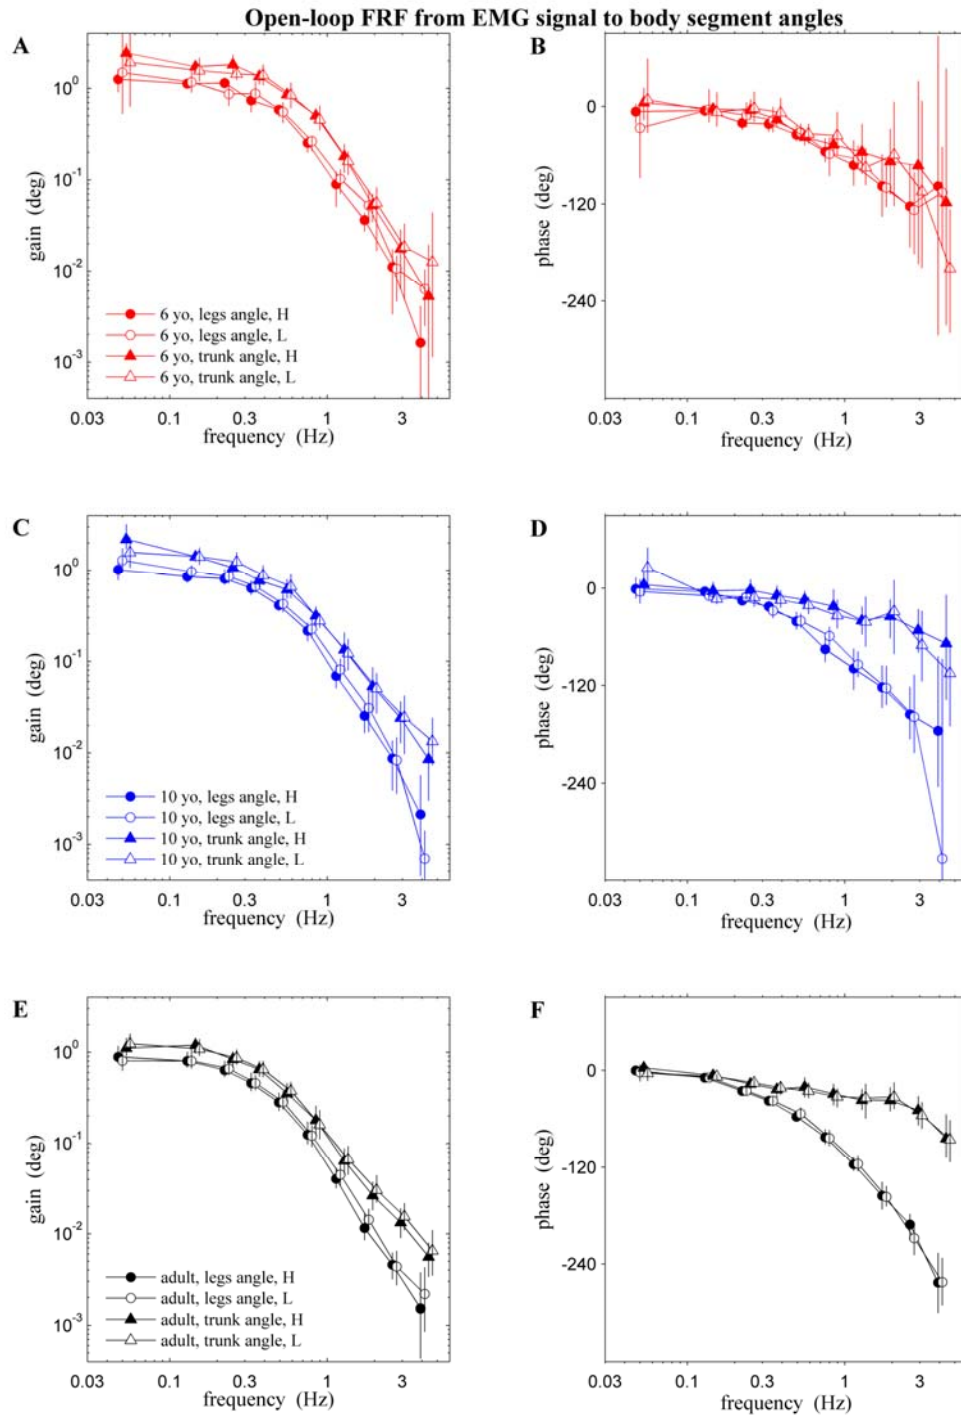 Open-loop FRF from EMG signal to body segment angles
A
B
10^0
10^-1
10^-2
10^-3
gain (deg)
6 yo, legs angle, H
6 yo, legs angle, L
6 yo, trunk angle, H
6 yo, trunk angle, L
0.03 0.1 0.3 1 3
frequency (Hz)
0
-120
-240
phase (deg)
0.03 0.1 0.3 1 3
frequency (Hz)
C
D
10^0
10^-1
10^-2
10^-3
gain (deg)
10 yo, legs angle, H
10 yo, legs angle, L
10 yo, trunk angle, H
10 yo, trunk angle, L
0.03 0.1 0.3 1 3
frequency (Hz)
0
-120
-240
phase (deg)
0.03 0.1 0.3 1 3
frequency (Hz)
E
F
10^0
10^-1
10^-2
10^-3
gain (deg)
adult, legs angle, H
adult, legs angle, L
adult, trunk angle, H
adult, trunk angle, L
0.03 0.1 0.3 1 3
frequency (Hz)
0
-120
-240
phase (deg)
0.03 0.1 0.3 1 3
frequency (Hz)